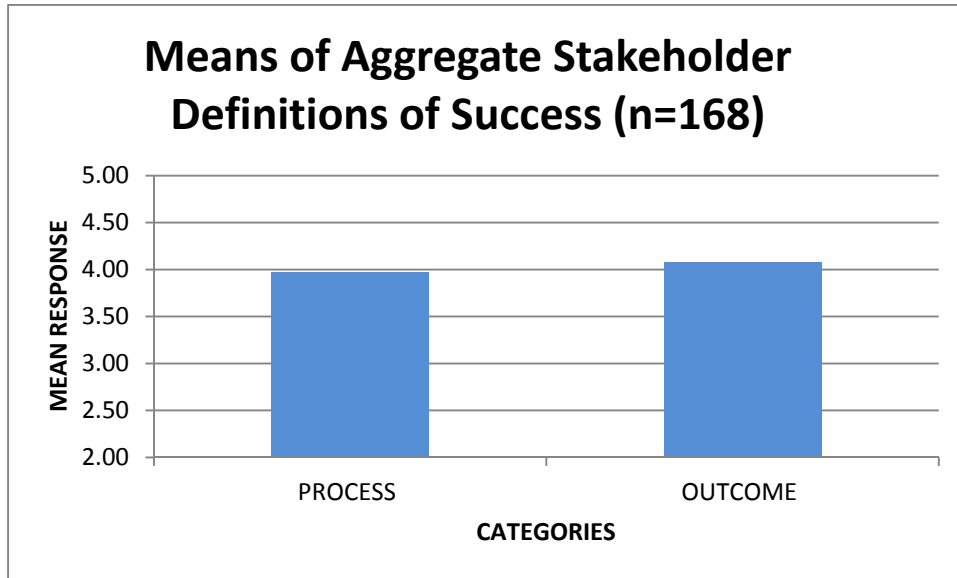 Means of Aggregate Stakeholder
Definitions of Success (n=168)
5.00
4.50
4.00
3.50
3.00
2.50
2.00
MEAN RESPONSE
PROCESS
OUTCOME
CATEGORIES